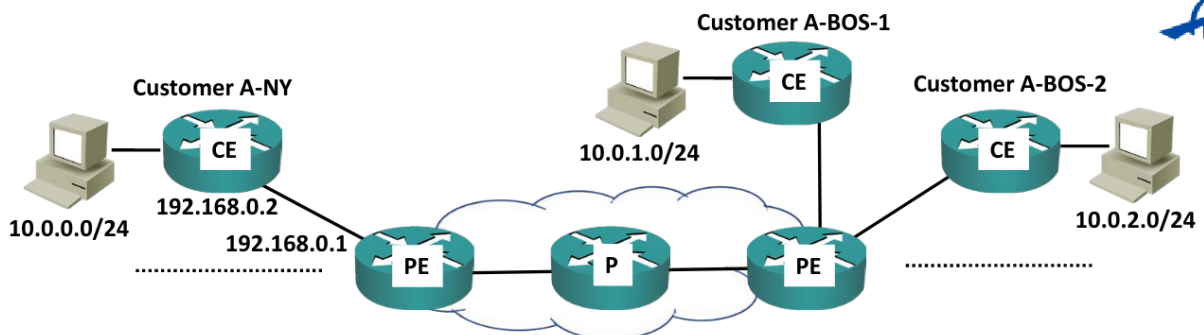 Customer A-BOS-1
Customer A-NY
CE
Customer A-BOS-2
CE
CE
10.0.1.0/24
192.168.0.2
10.0.0.0/24
10.0.2.0/24
192.168.0.1
PE
P
PE